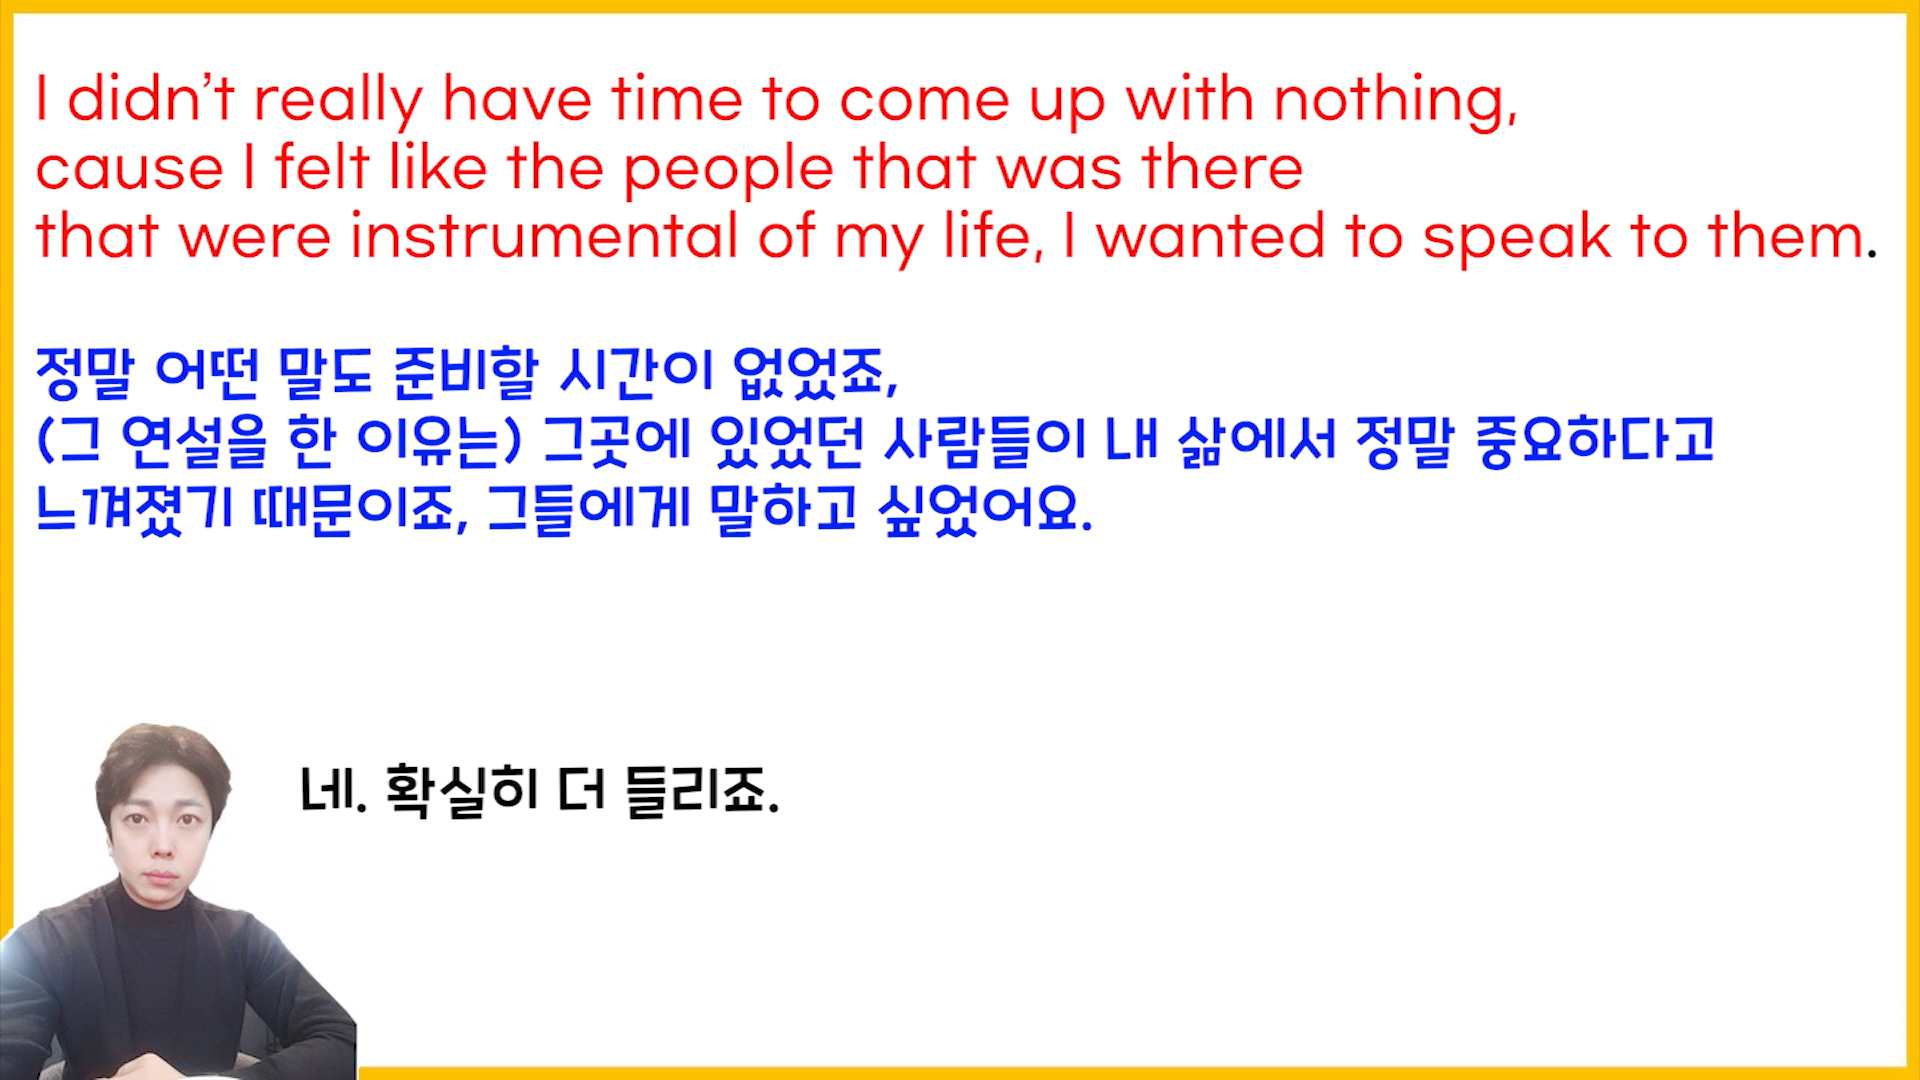 I didn’t really have time to come up with nothing,
cause I felt like the people that was there
that were instrumental of my life, I wanted to speak to them.
정말 어떤 말도 준비할 시간이 없었죠,
(그 연설을 한 이유는) 그곳에 있었던 사람들이 내 삶에서 정말 중요하다고
느껴졌기 때문이죠, 그들에게 말하고 싶었어요.
네. 확실히 더 들리죠.